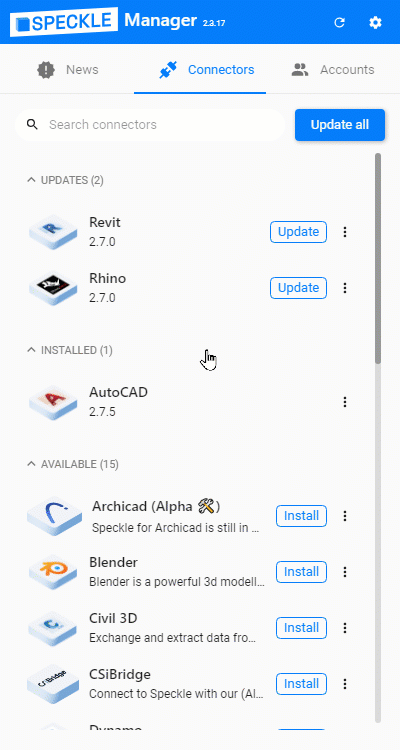 SPECKLE Manager 2.3.17
News Connectors Accounts
Search connectors Update all
UPDATES (2)
Revit
2.7.0
Update
Rhino
2.7.0
Update
INSTALLED (1)
AutoCAD
2.7.5
AVAILABLE (15)
Archicad (Alpha 🛠)
Speckle for Archicad is still in ...
Install
Blender
Blender is a powerful 3d modell...
Install
Civil 3D
Exchange and extract data fro...
Install
CSiBridge
Connect to Speckle with our (Al...
Install
Dynamo